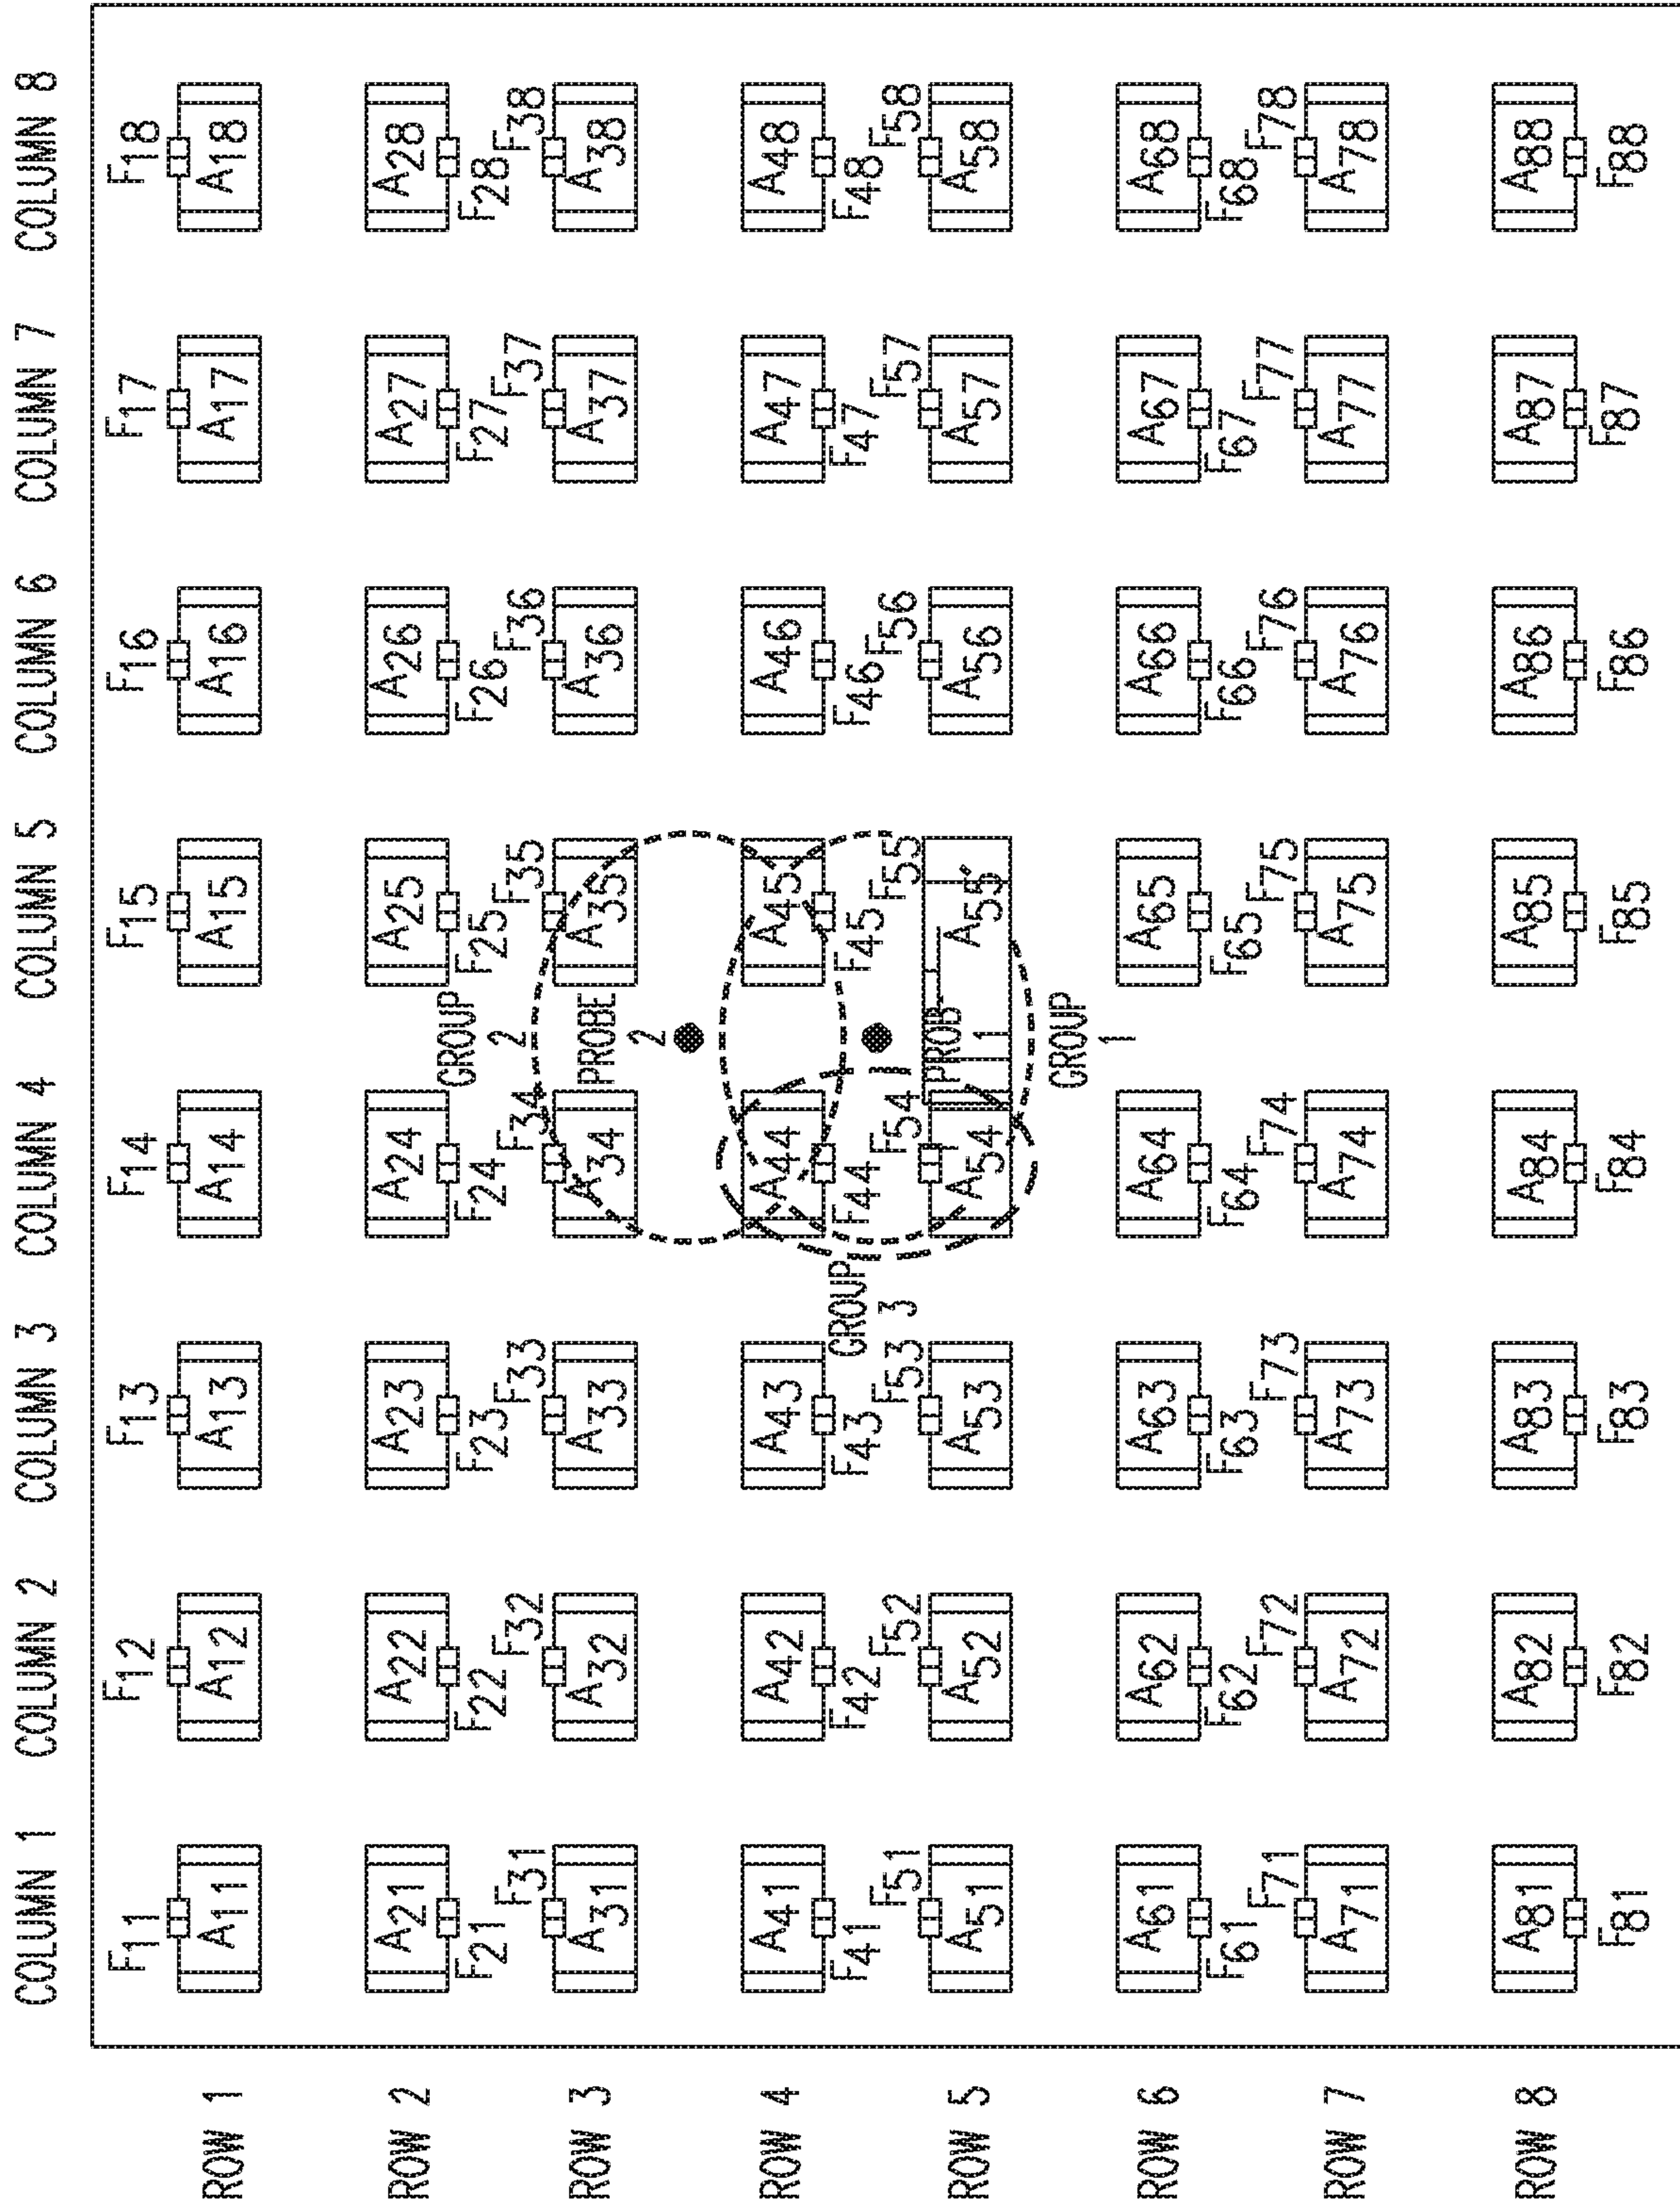 COLUMN 1 COLUMN 2 COLUMN 3 COLUMN 4 COLUMN 5 COLUMN 6 COLUMN 7 COLUMN 8
F11 F12 F13 F14 F15 F16 F17 F18
ROW 1 A11 A12 A13 A14 A15 A16 A17 A18
ROW 2 A21 A22 A23 A24 A25 A26 A27 A28
F21 F22 F23 F24 F25 F26 F27 F28
GROUP
2
F31 F32 F33 F34 F35 F36 F37 F38
ROW 3 A31 A32 A33 A34 A35 A36 A37 A38
PROBE
2
ROW 4 A41 A42 A43 A44 A45 A46 A47 A48
F41 F42 F43 F44 F45 F46 F47 F48
GROUP
3
F51 F52 F53 F54 F55 F56 F57 F58
PROB
1
ROW 5 A51 A52 A53 A54 A55 A56 A57 A58
GROUP
1
ROW 6 A61 A62 A63 A64 A65 A66 A67 A68
F61 F62 F63 F64 F65 F66 F67 F68
F71 F72 F73 F74 F75 F76 F77 F78
ROW 7 A71 A72 A73 A74 A75 A76 A77 A78
ROW 8 A81 A82 A83 A84 A85 A86 A87 A88
F81 F82 F83 F84 F85 F86 F87 F88